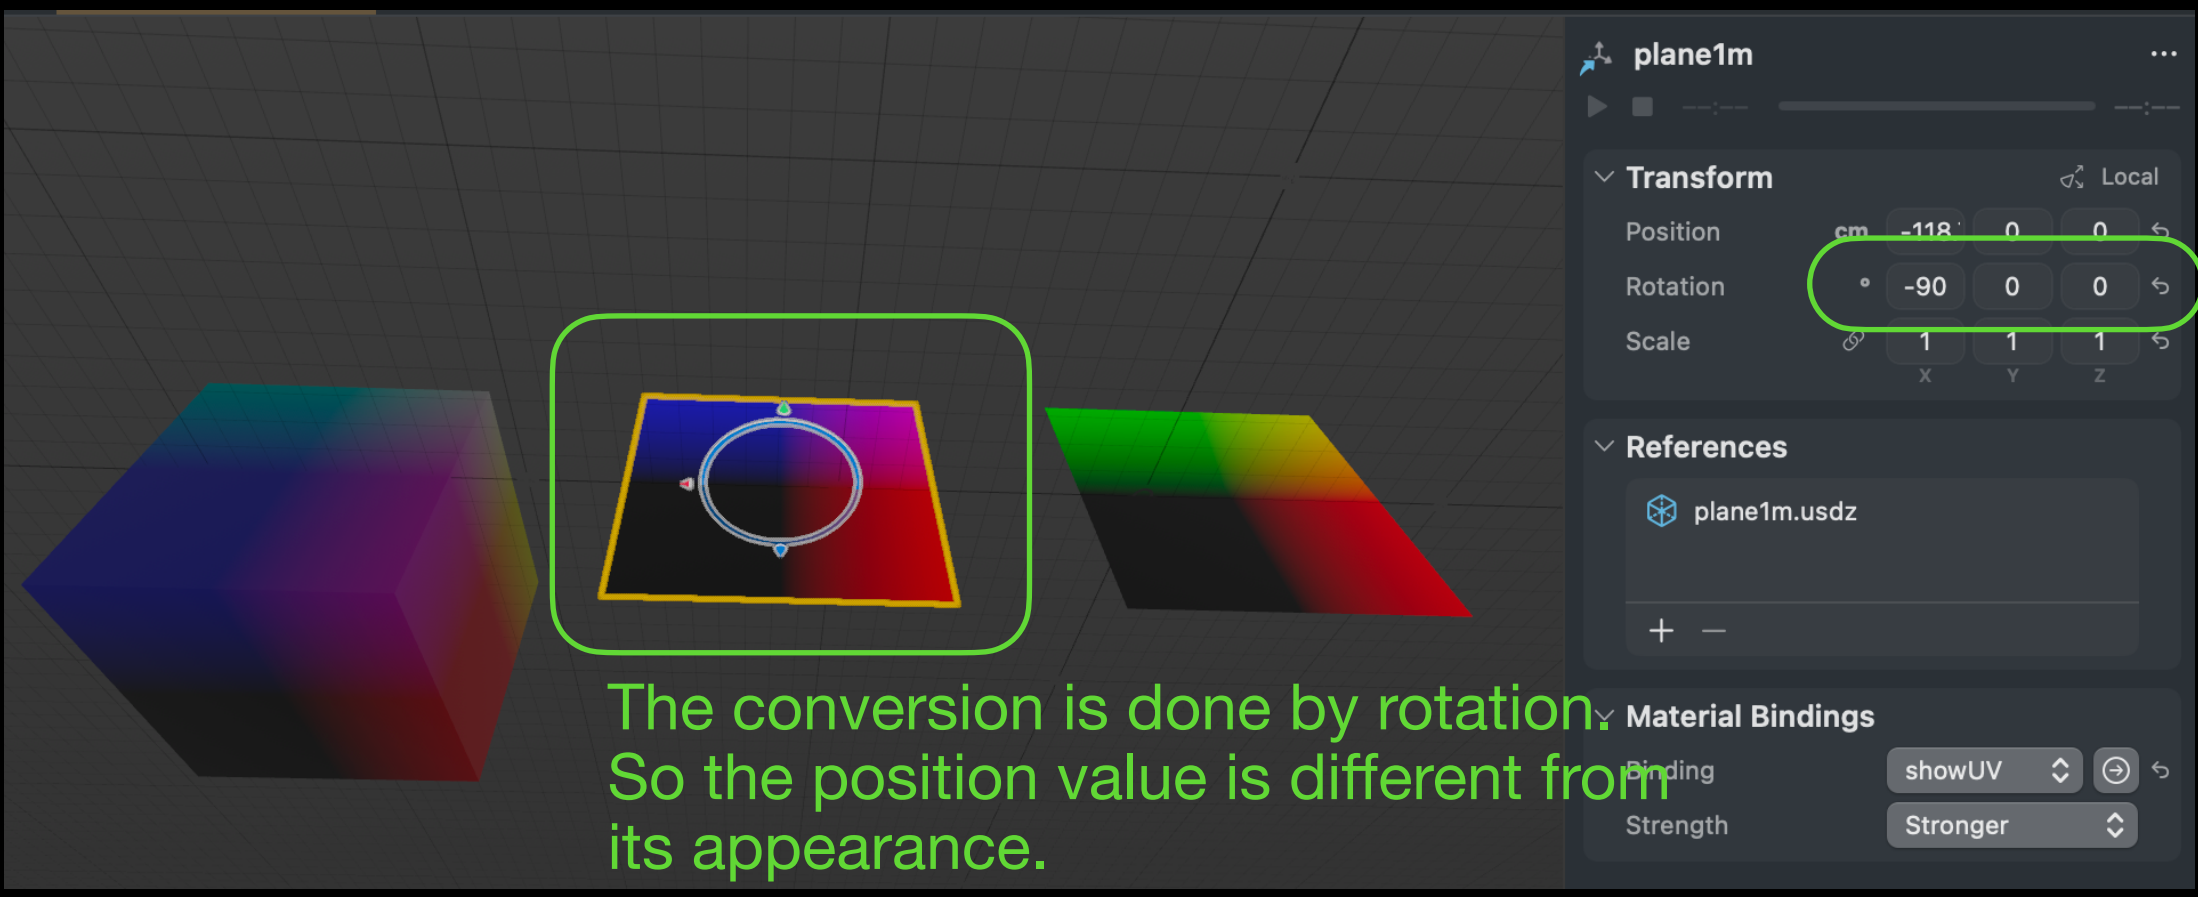 plane1m
--:-- --:--
Transform Local
Position cm -118. 0 0
Rotation ° -90 0 0
Scale 1 1 1
X Y Z
References
plane1m.usdz
Material Bindings
Binding showUV
Strength Stronger
The conversion is done by rotation.
So the position value is different from
its appearance.